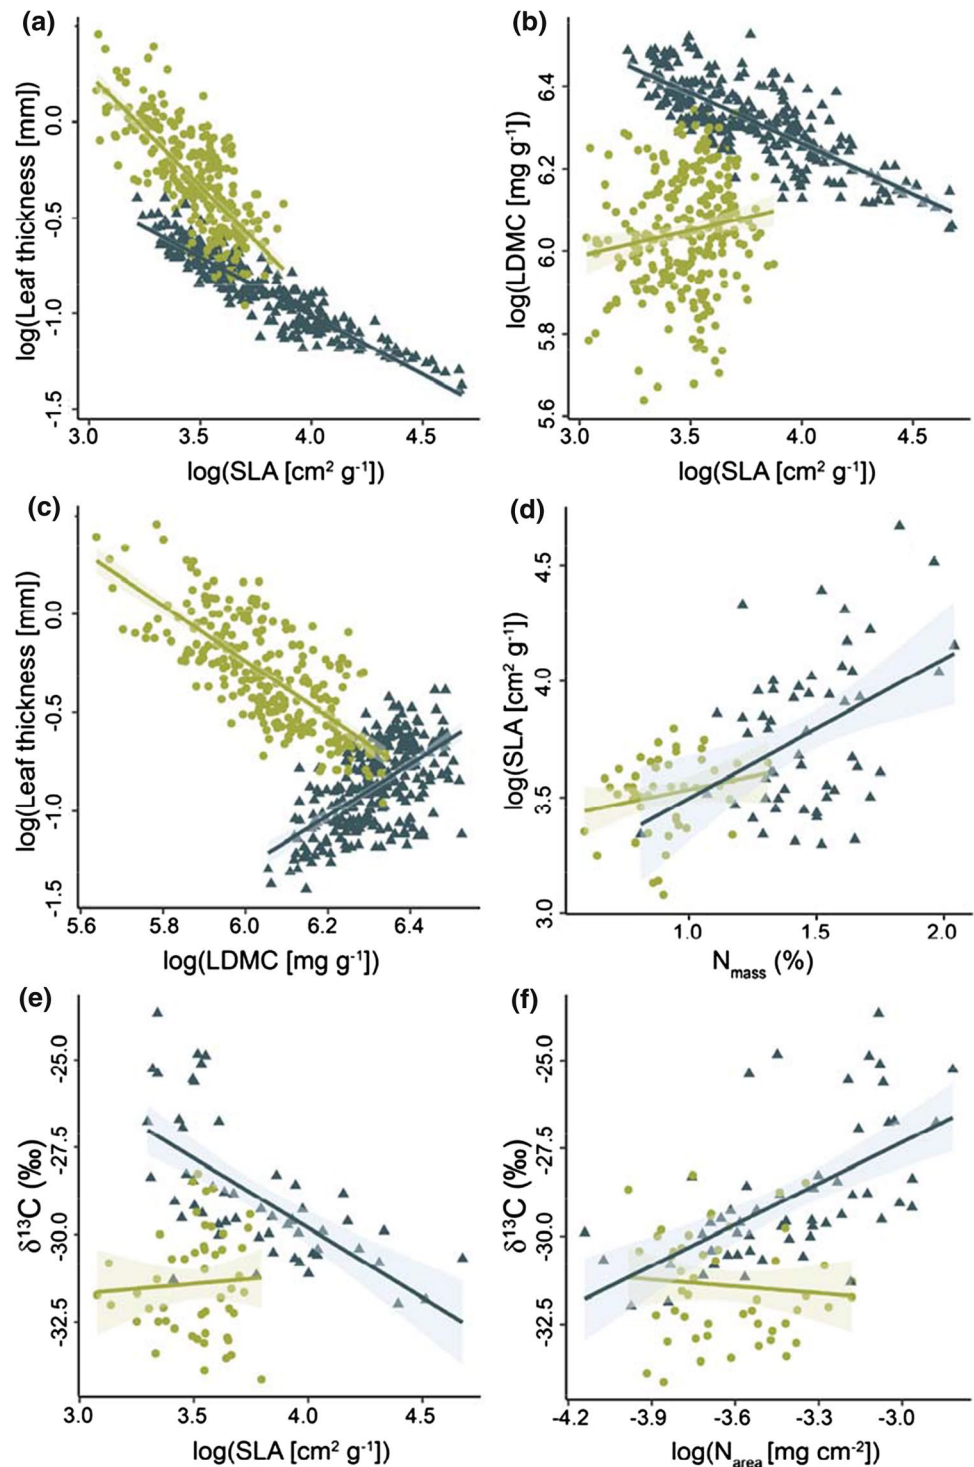 (a)
log(Leaf thickness [mm])
0.0
-0.5
-1.0
-1.5
3.0 3.5 4.0 4.5
log(SLA [cm² g⁻¹])
(b)
log(LDMC [mg g⁻¹])
6.4
6.2
6.0
5.8
5.6
3.0 3.5 4.0 4.5
log(SLA [cm² g⁻¹])
(c)
log(Leaf thickness [mm])
0.0
-0.5
-1.0
-1.5
5.6 5.8 6.0 6.2 6.4
log(LDMC [mg g⁻¹])
(d)
log(SLA [cm² g⁻¹])
4.5
4.0
3.5
3.0
1.0 1.5 2.0
Nmass (%)
(e)
δ¹³C (‰)
-25.0
-27.5
-30.0
-32.5
3.0 3.5 4.0 4.5
log(SLA [cm² g⁻¹])
(f)
δ¹³C (‰)
-25.0
-27.5
-30.0
-32.5
-4.2 -3.9 -3.6 -3.3 -3.0
log(Narea [mg cm⁻²])